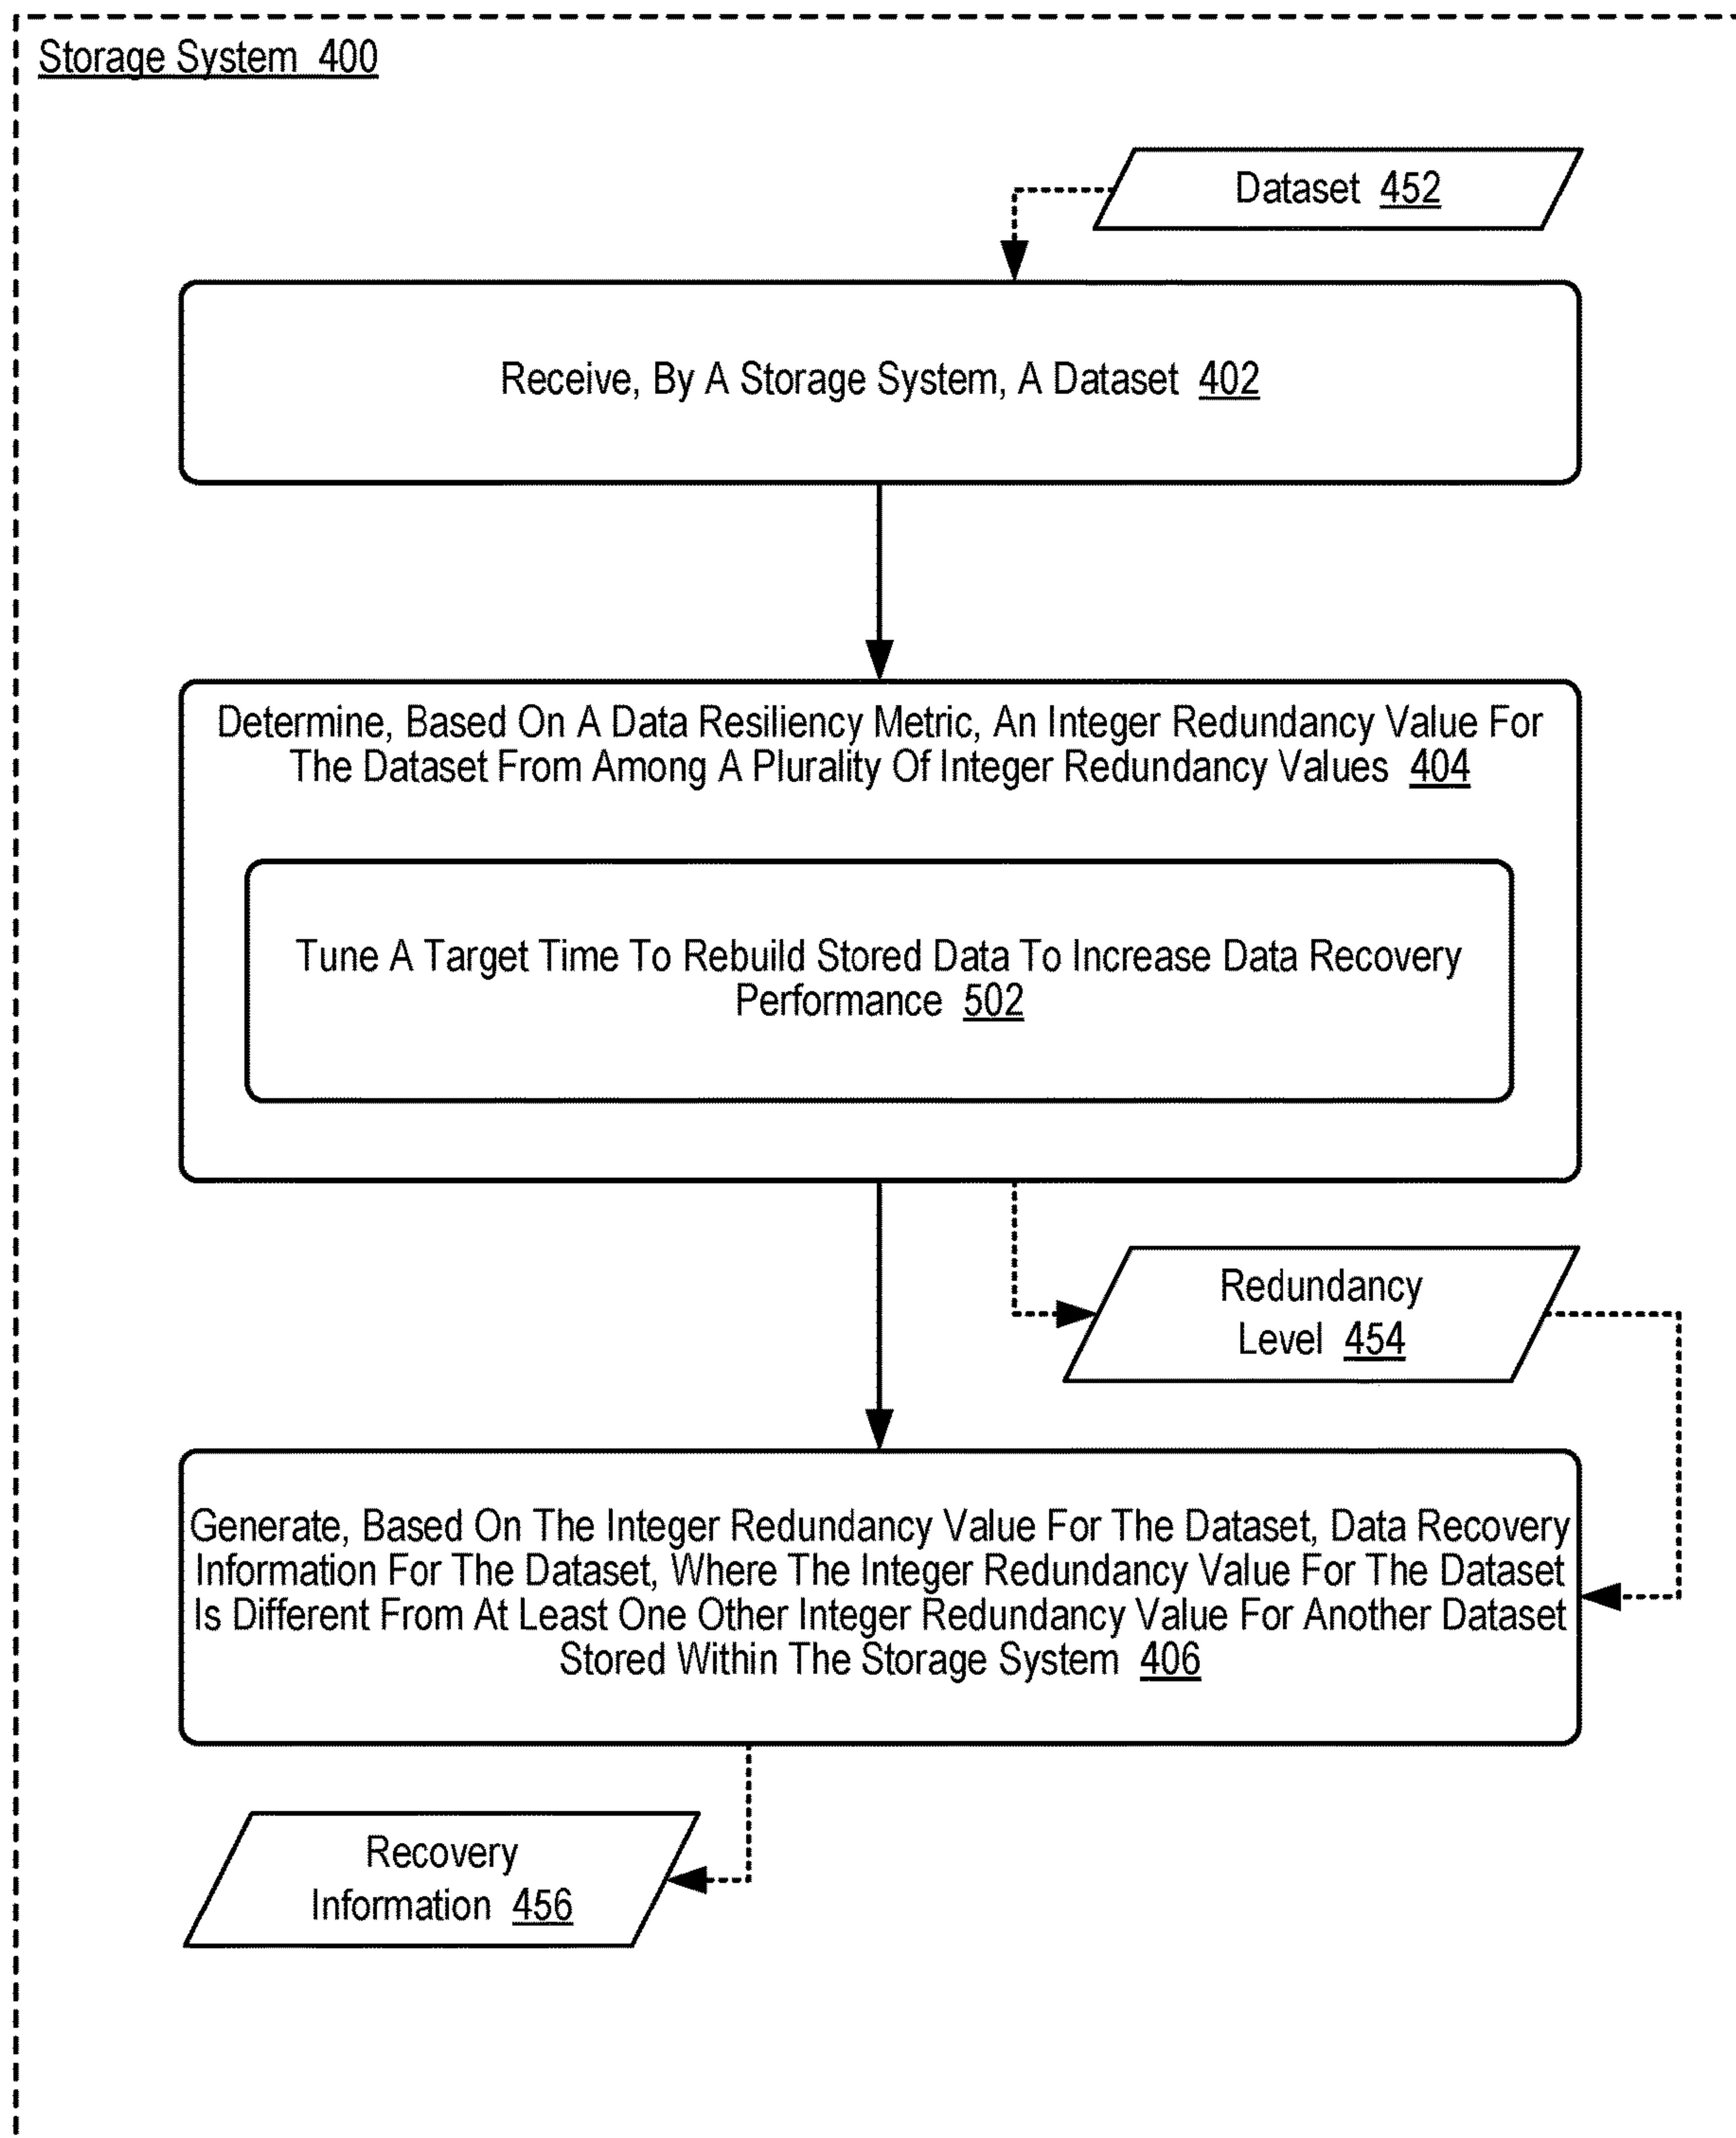 Storage System 400
Dataset 452
Receive, By A Storage System, A Dataset 402
Determine, Based On A Data Resiliency Metric, An Integer Redundancy Value For
The Dataset From Among A Plurality Of Integer Redundancy Values 404
Tune A Target Time To Rebuild Stored Data To Increase Data Recovery
Performance 502
Redundancy
Level 454
Generate, Based On The Integer Redundancy Value For The Dataset, Data Recovery
Information For The Dataset, Where The Integer Redundancy Value For The Dataset
Is Different From At Least One Other Integer Redundancy Value For Another Dataset
Stored Within The Storage System 406
Recovery
Information 456